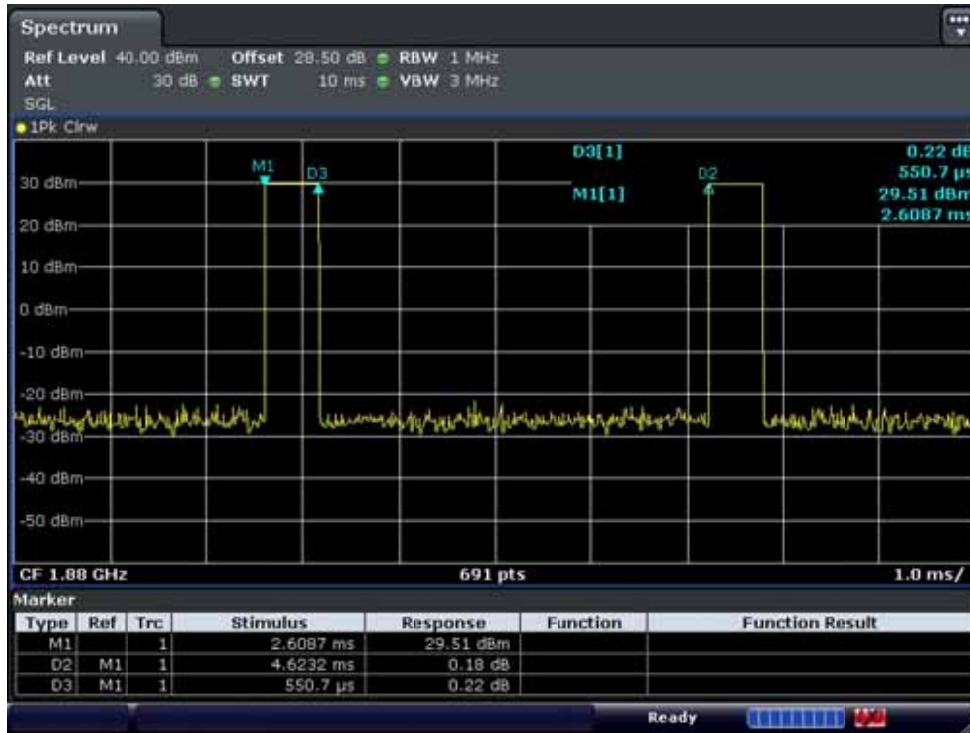 Spectrum
Ref Level 40.00 dBm Offset 28.50 dB RBW 1 MHz
Att 30 dB SWT 10 ms VBW 3 MHz
SGL
1Pk Clrw
D3[1] 0.22 dB
550.7 µs
M1[1] 29.51 dBm
2.6087 ms
M1
D3
D2
30 dBm
20 dBm
10 dBm
0 dBm
-10 dBm
-20 dBm
-30 dBm
-40 dBm
-50 dBm
CF 1.88 GHz 691 pts 1.0 ms/
Marker
Type Ref Trc Stimulus Response Function Function Result
M1 1 2.6087 ms 29.51 dBm
D2 M1 1 4.6232 ms 0.18 dB
D3 M1 1 550.7 µs 0.22 dB
Ready